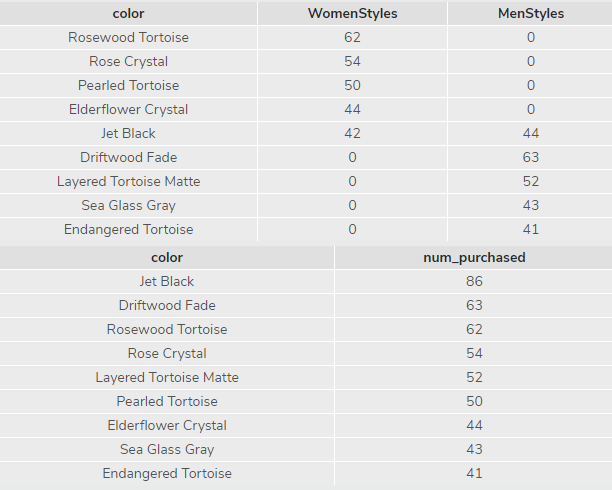 color WomenStyles MenStyles
Rosewood Tortoise 62 0
Rose Crystal 54 0
Pearled Tortoise 50 0
Elderflower Crystal 44 0
Jet Black 42 44
Driftwood Fade 0 63
Layered Tortoise Matte 0 52
Sea Glass Gray 0 43
Endangered Tortoise 0 41
color num_purchased
Jet Black 86
Driftwood Fade 63
Rosewood Tortoise 62
Rose Crystal 54
Layered Tortoise Matte 52
Pearled Tortoise 50
Elderflower Crystal 44
Sea Glass Gray 43
Endangered Tortoise 41